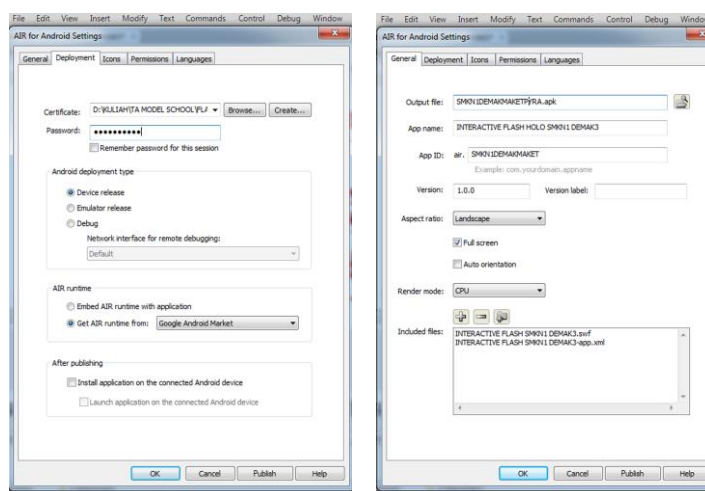 File Edit View Insert Modify Text Commands Control Debug Window
AIR for Android Settings
General Deployment Icons Permissions Languages
Certificate: D:\KULIAH\TA MODEL SCHOOL\FLA Browse... Create...
Password: ●●●●●●●●●●
Remember password for this session
Android deployment type
Device release
Emulator release
Debug
Network interface for remote debugging:
Default
AIR runtime
Embed AIR runtime with application
Get AIR runtime from: Google Android Market
After publishing
Install application on the connected Android device
Launch application on the connected Android device
OK Cancel Publish Help
File Edit View Insert Modify Text Commands Control Debug Window
AIR for Android Settings
General Deployment Icons Permissions Languages
Output file: SMKN1DEMAKMAKETPYRA.apk
App name: INTERACTIVE FLASH HOLO SMKN1 DEMAK3
App ID: air. SMKN1DEMAKMAKET
Example: com.yourdomain.appname
Version: 1.0.0 Version label:
Aspect ratio: Landscape
Full screen
Auto orientation
Render mode: CPU
Included files:
INTERACTIVE FLASH SMKN1 DEMAK3.swf
INTERACTIVE FLASH SMKN1 DEMAK3-app.xml
OK Cancel Publish Help